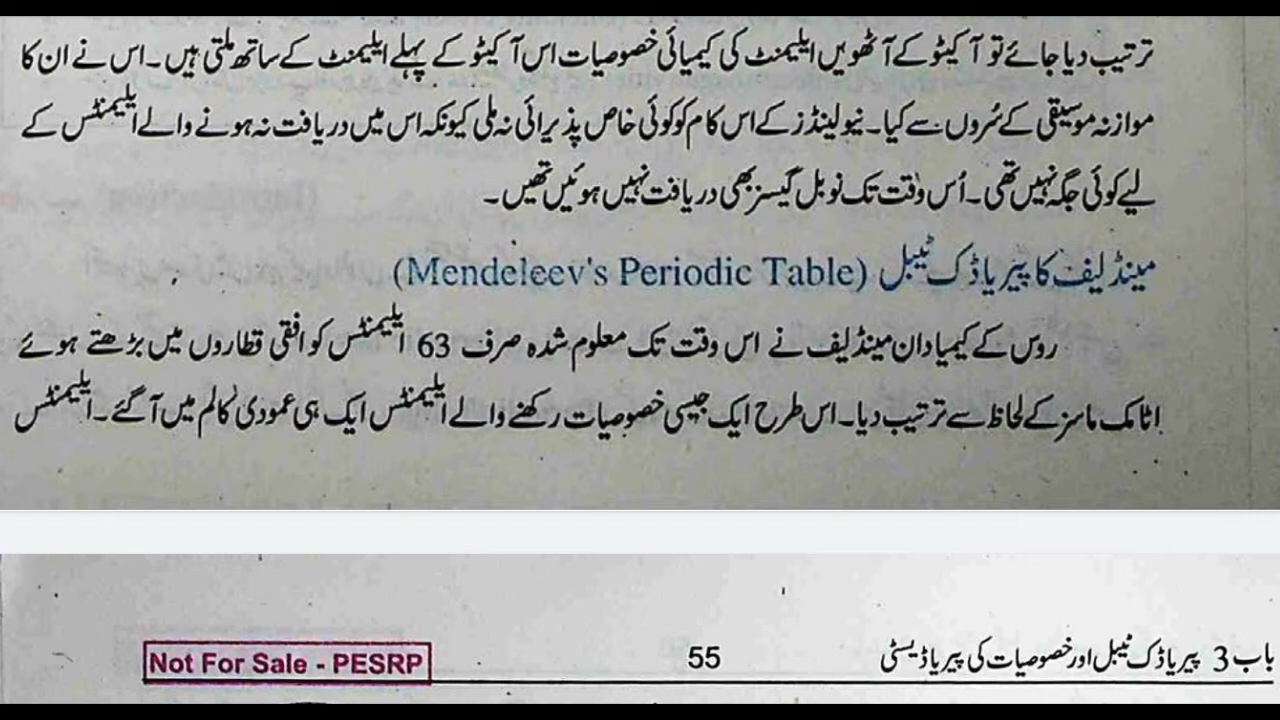 ترتیب دیا جائے تو آکٹیو کے آٹھویں ایلیمنٹ کی کیمیائی خصوصیات اس آکٹیو کے پہلے ایلیمنٹ کے ساتھ ملتی ہیں۔ اس نے ان کا
موازنہ موسیقی کے سُروں سے کیا۔ نیولینڈز کے اس کام کو کوئی خاص پذیرائی نہ ملی کیونکہ اس میں دریافت نہ ہونے والے ایلیمنٹس کے
لیے کوئی جگہ نہیں تھی۔ اُس وقت تک نوبل گیسز بھی دریافت نہیں ہوئیں تھیں۔
مینڈلیف کا پیریاڈک ٹیبل (Mendeleev's Periodic Table)
روس کے کیمیا دان مینڈلیف نے اس وقت تک معلوم شدہ صرف 63 ایلیمنٹس کو افقی قطاروں میں بڑھتے ہوئے
اٹامک ماسز کے لحاظ سے ترتیب دیا۔ اس طرح ایک جیسی خصوصیات رکھنے والے ایلیمنٹس ایک ہی عمودی کالم میں آ گئے۔ ایلیمنٹس
باب 3 پیریاڈک ٹیبل اور خصوصیات کی پیریاڈیسٹی 55 Not For Sale - PESRP